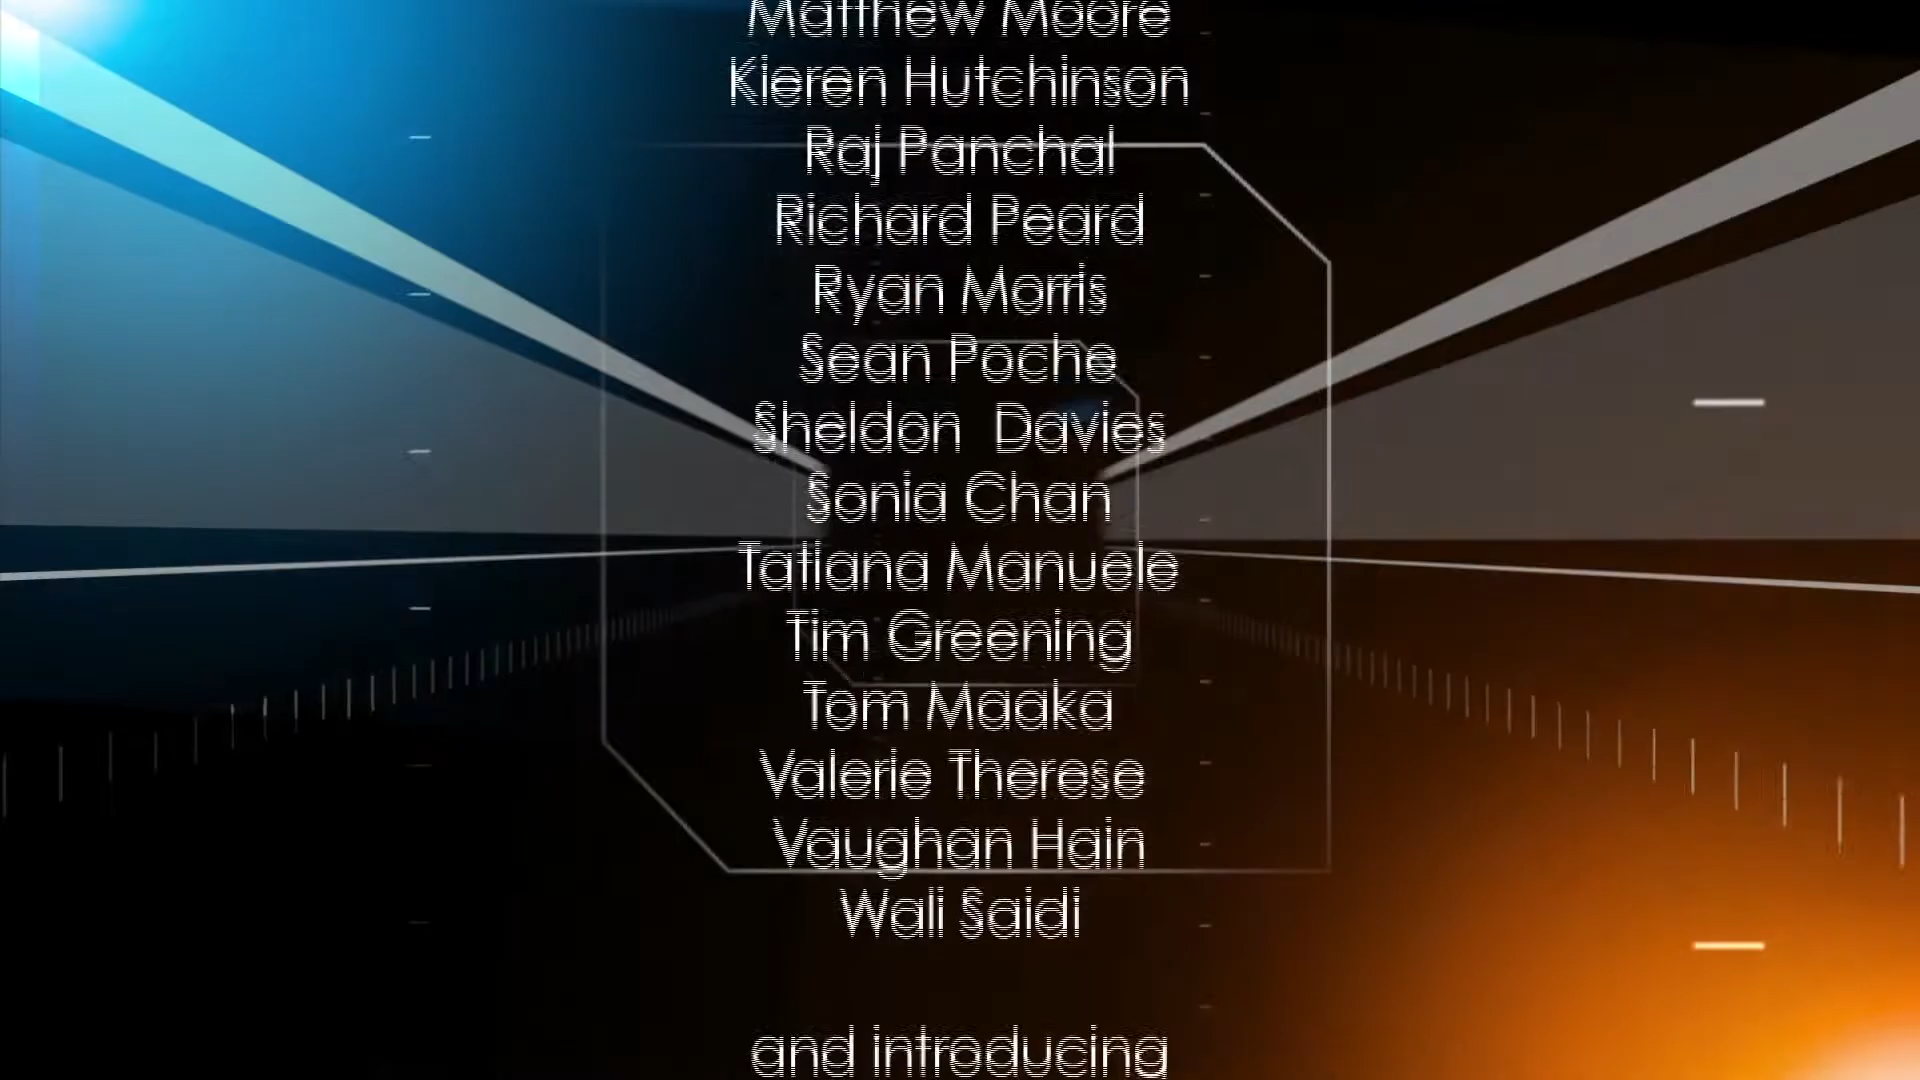 Matthew Moore
Kieren Hutchinson
Raj Panchal
Richard Peard
Ryan Morris
Sean Poche
Sheldon  Davies
Sonia Chan
Tatiana Manuele
Tim Greening
Tom Maaka
Valerie Therese
Vaughan Hain
Wali Saidi
and introducing